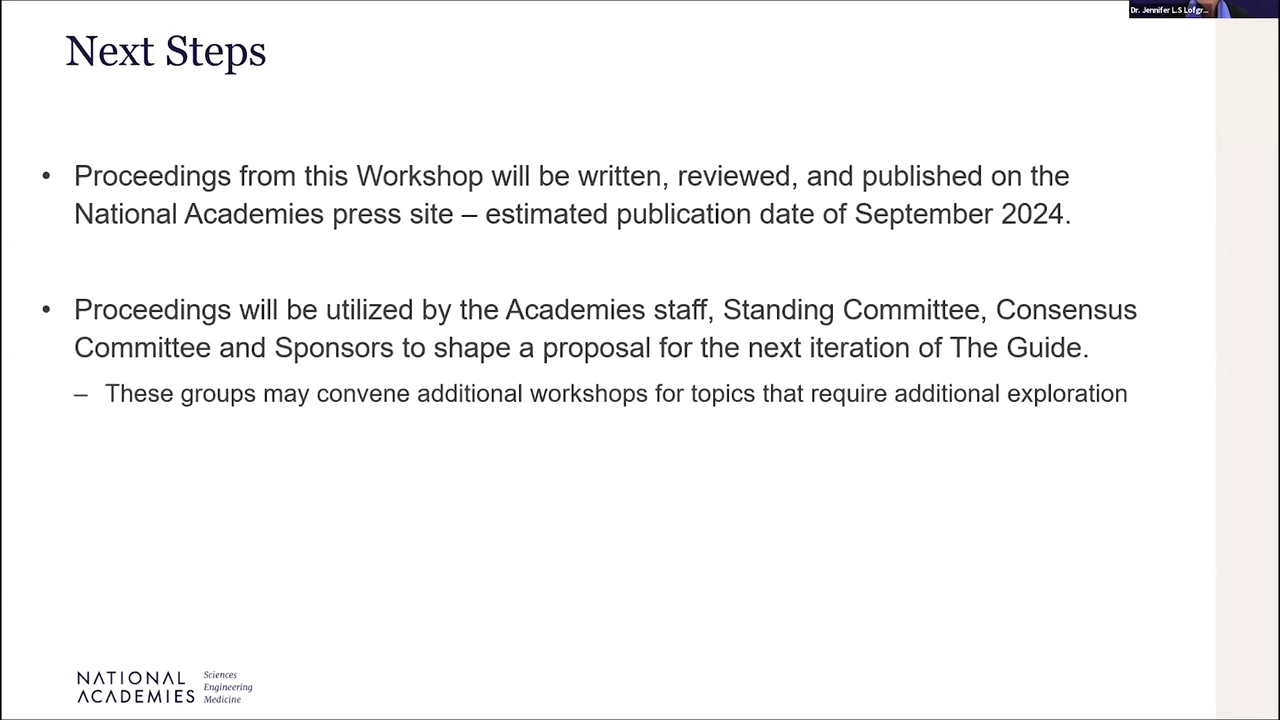 Dr. Jennifer L.S Lofgr...
Next Steps
• Proceedings from this Workshop will be written, reviewed, and published on the
National Academies press site – estimated publication date of September 2024.
• Proceedings will be utilized by the Academies staff, Standing Committee, Consensus
Committee and Sponsors to shape a proposal for the next iteration of The Guide.
– These groups may convene additional workshops for topics that require additional exploration
NATIONAL
ACADEMIES
Sciences
Engineering
Medicine